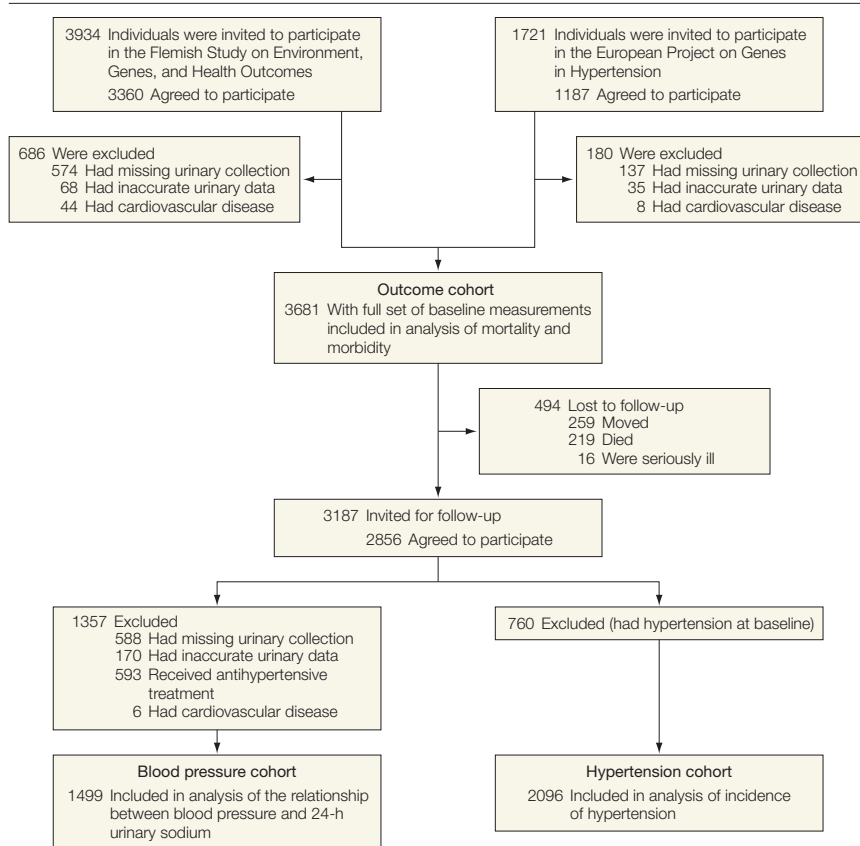 3934 Individuals were invited to participate
in the Flemish Study on Environment,
Genes, and Health Outcomes
3360 Agreed to participate
1721 Individuals were invited to participate
in the European Project on Genes
in Hypertension
1187 Agreed to participate
686 Were excluded
574 Had missing urinary collection
68 Had inaccurate urinary data
44 Had cardiovascular disease
180 Were excluded
137 Had missing urinary collection
35 Had inaccurate urinary data
8 Had cardiovascular disease
Outcome cohort
3681 With full set of baseline measurements
included in analysis of mortality and
morbidity
494 Lost to follow-up
259 Moved
219 Died
16 Were seriously ill
3187 Invited for follow-up
2856 Agreed to participate
1357 Excluded
588 Had missing urinary collection
170 Had inaccurate urinary data
593 Received antihypertensive
treatment
6 Had cardiovascular disease
760 Excluded (had hypertension at baseline)
Blood pressure cohort
1499 Included in analysis of the relationship
between blood pressure and 24-h
urinary sodium
Hypertension cohort
2096 Included in analysis of incidence
of hypertension